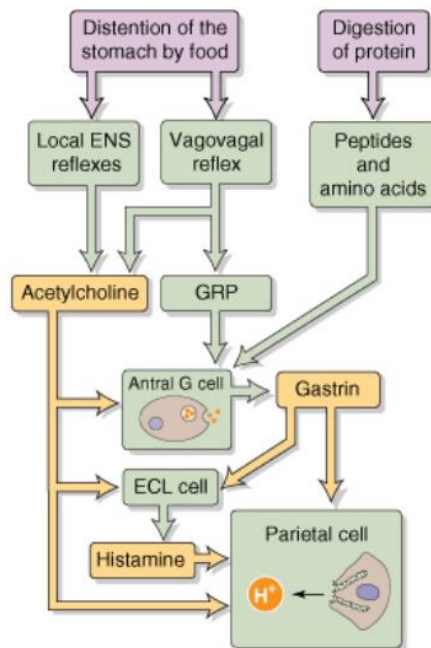 Distention of the
stomach by food
Digestion
of protein
Local ENS
reflexes
Vagovagal
reflex
Peptides
and
amino acids
Acetylcholine
GRP
Antral G cell
Gastrin
ECL cell
Histamine
Parietal cell
H+